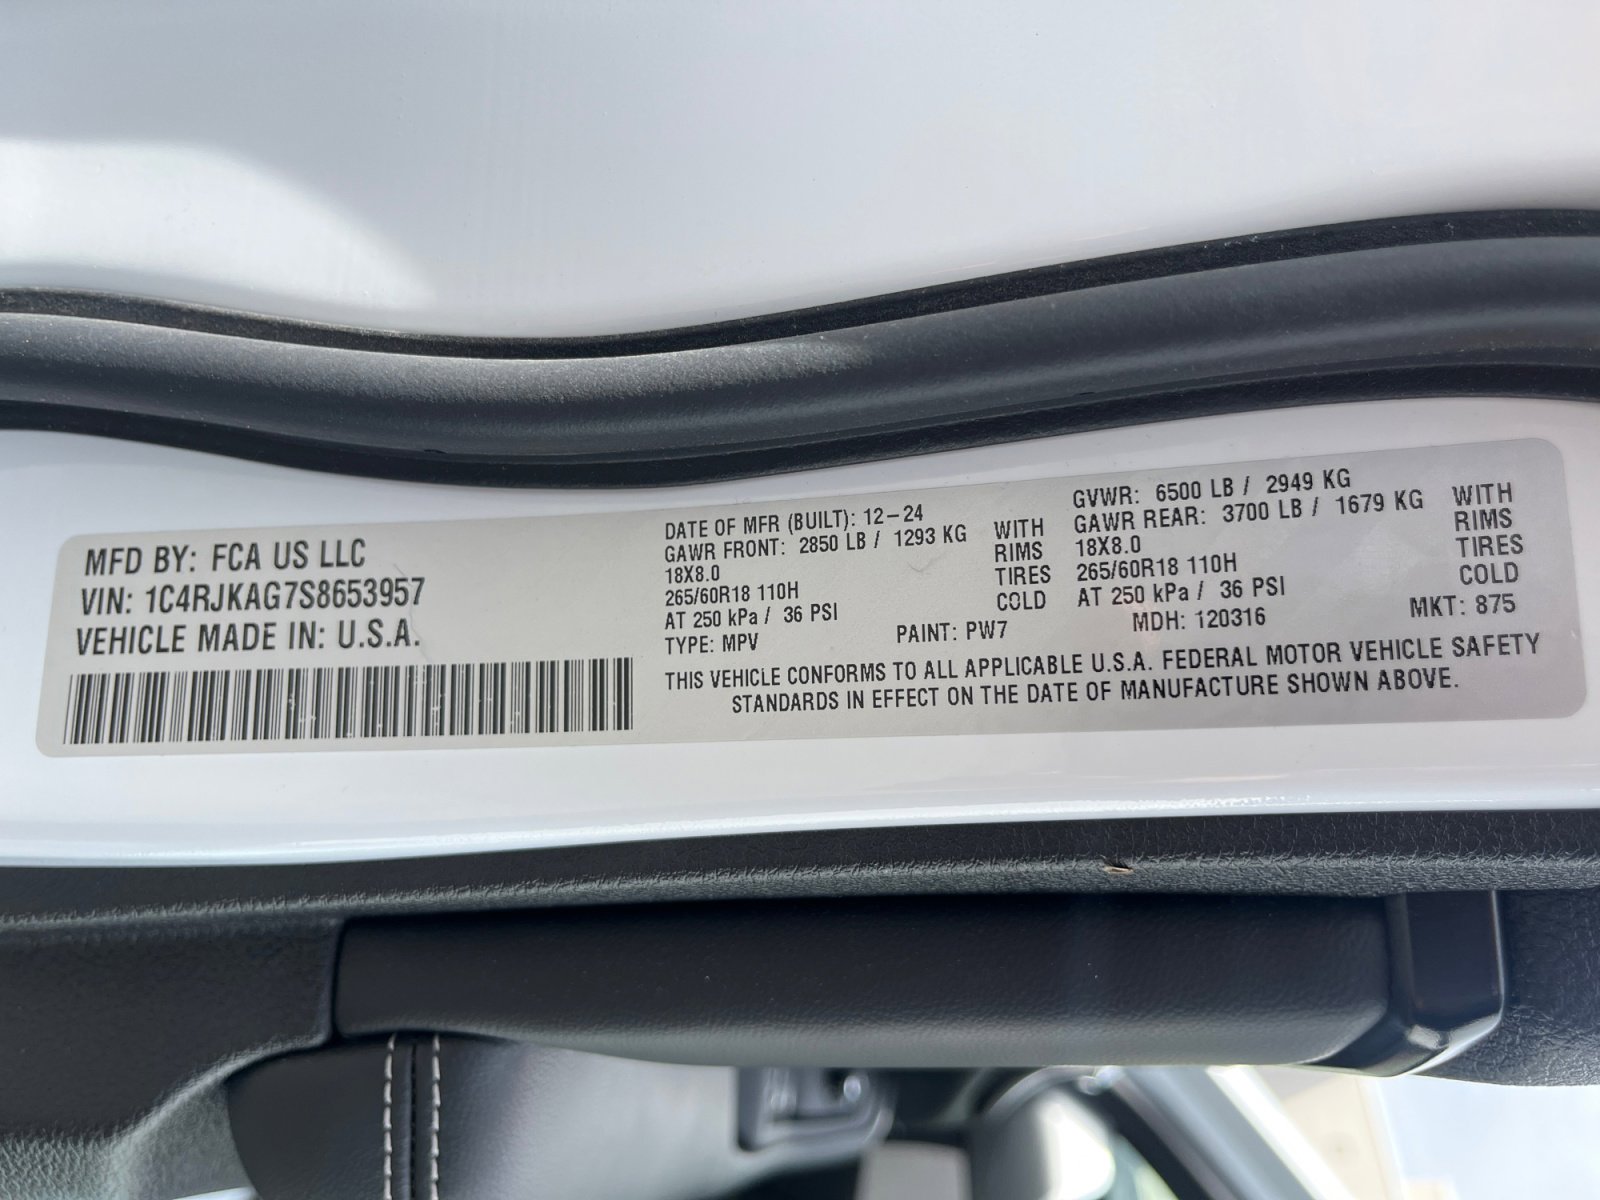 MFD BY: FCA US LLC
VIN: 1C4RJKAG7S8653957
VEHICLE MADE IN: U.S.A.
DATE OF MFR (BUILT): 12-24
GAWR FRONT: 2850 LB / 1293 KG WITH
18X8.0 RIMS
265/60R18 110H TIRES
AT 250 kPa / 36 PSI COLD
GVWR: 6500 LB / 2949 KG
GAWR REAR: 3700 LB / 1679 KG WITH
18X8.0 RIMS
265/60R18 110H TIRES
AT 250 kPa / 36 PSI COLD
TYPE: MPV PAINT: PW7 MDH: 120316 MKT: 875
THIS VEHICLE CONFORMS TO ALL APPLICABLE U.S.A. FEDERAL MOTOR VEHICLE SAFETY
STANDARDS IN EFFECT ON THE DATE OF MANUFACTURE SHOWN ABOVE.